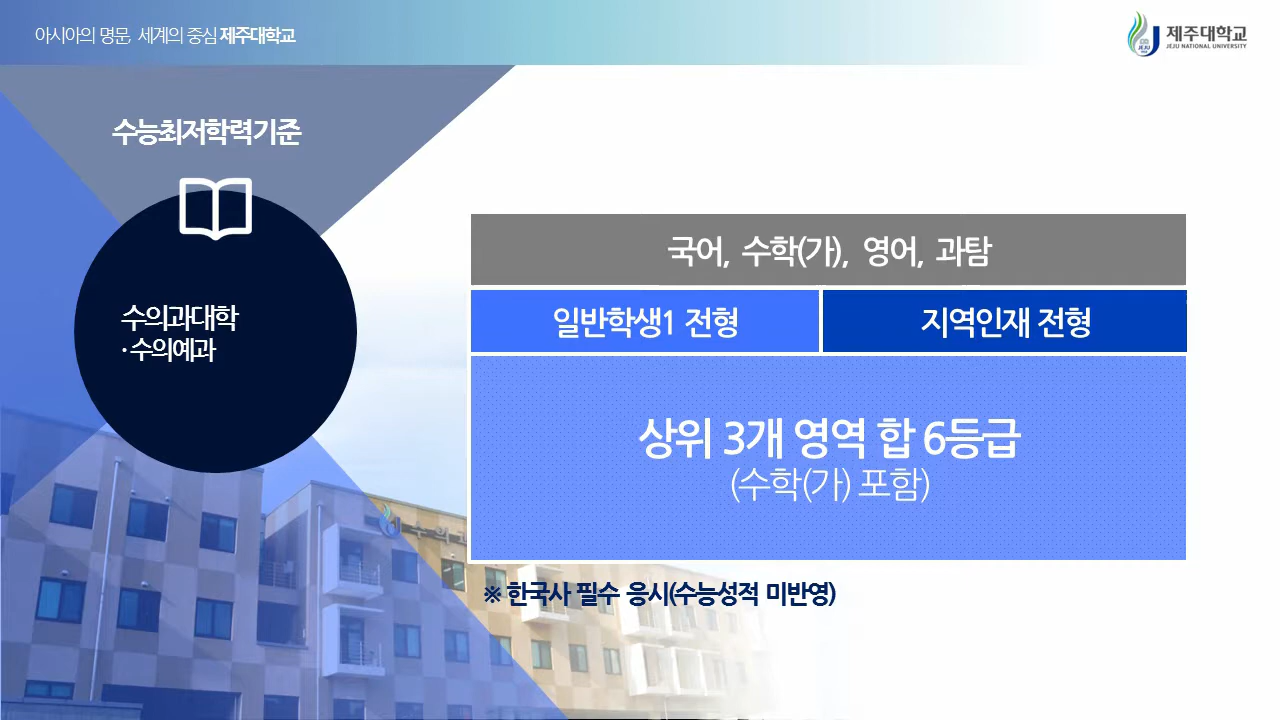 아시아의 명문, 세계의 중심 제주대학교
제주대학교
JEJU NATIONAL UNIVERSITY
JEJU
수능최저학력기준
수의과대학
· 수의예과
국어, 수학(가), 영어, 과탐
일반학생1 전형
지역인재 전형
상위 3개 영역 합 6등급
(수학(가) 포함)
수의과
※ 한국사 필수 응시(수능성적 미반영)